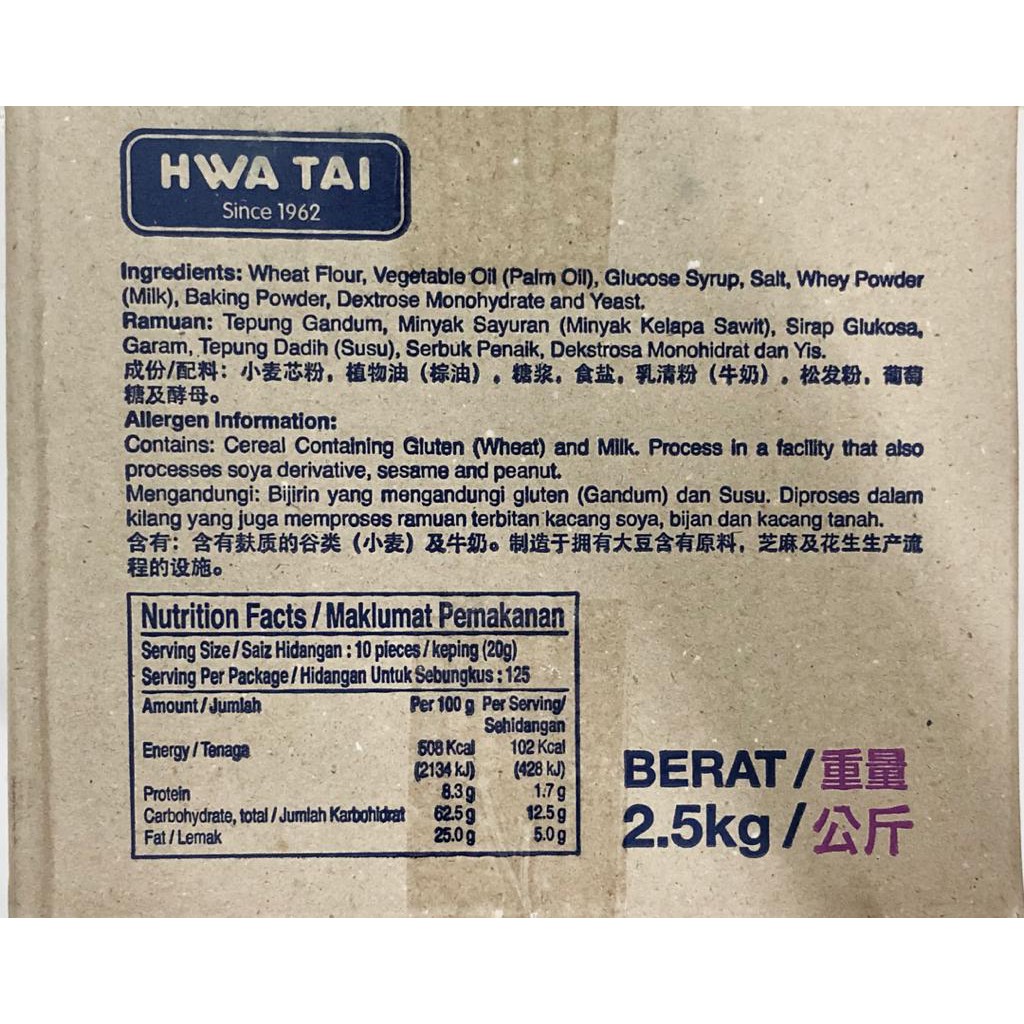 HWA TAI
Since 1962
Ingredients: Wheat Flour, Vegetable Oil (Palm Oil), Glucose Syrup, Salt, Whey Powder
(Milk), Baking Powder, Dextrose Monohydrate and Yeast.
Ramuan: Tepung Gandum, Minyak Sayuran (Minyak Kelapa Sawit), Sirap Glukosa,
Garam, Tepung Dadih (Susu), Serbuk Penaik, Dekstrosa Monohidrat dan Yis.
成份/配料：小麦芯粉，植物油（棕油），糖浆，食盐，乳清粉（牛奶），松发粉，葡萄
糖及酵母。
Allergen Information:
Contains: Cereal Containing Gluten (Wheat) and Milk. Process in a facility that also
processes soya derivative, sesame and peanut.
Mengandungi: Bijirin yang mengandungi gluten (Gandum) dan Susu. Diproses dalam
kilang yang juga memproses ramuan terbitan kacang soya, bijan dan kacang tanah.
含有：含有麸质的谷类（小麦）及牛奶。制造于拥有大豆含有原料，芝麻及花生生产流
程的设施。
Nutrition Facts / Maklumat Pemakanan
Serving Size / Saiz Hidangan : 10 pieces / keping (20g)
Serving Per Package / Hidangan Untuk Sebungkus : 125
Amount / Jumlah Per 100 g Per Serving/
Sehidangan
Energy / Tenaga 508 Kcal 102 Kcal
(2134 kJ) (428 kJ)
Protein 8.3 g 1.7 g
Carbohydrate, total / Jumlah Karbohidrat 62.5 g 12.5 g
Fat / Lemak 25.0 g 5.0 g
BERAT / 重量
2.5kg / 公斤